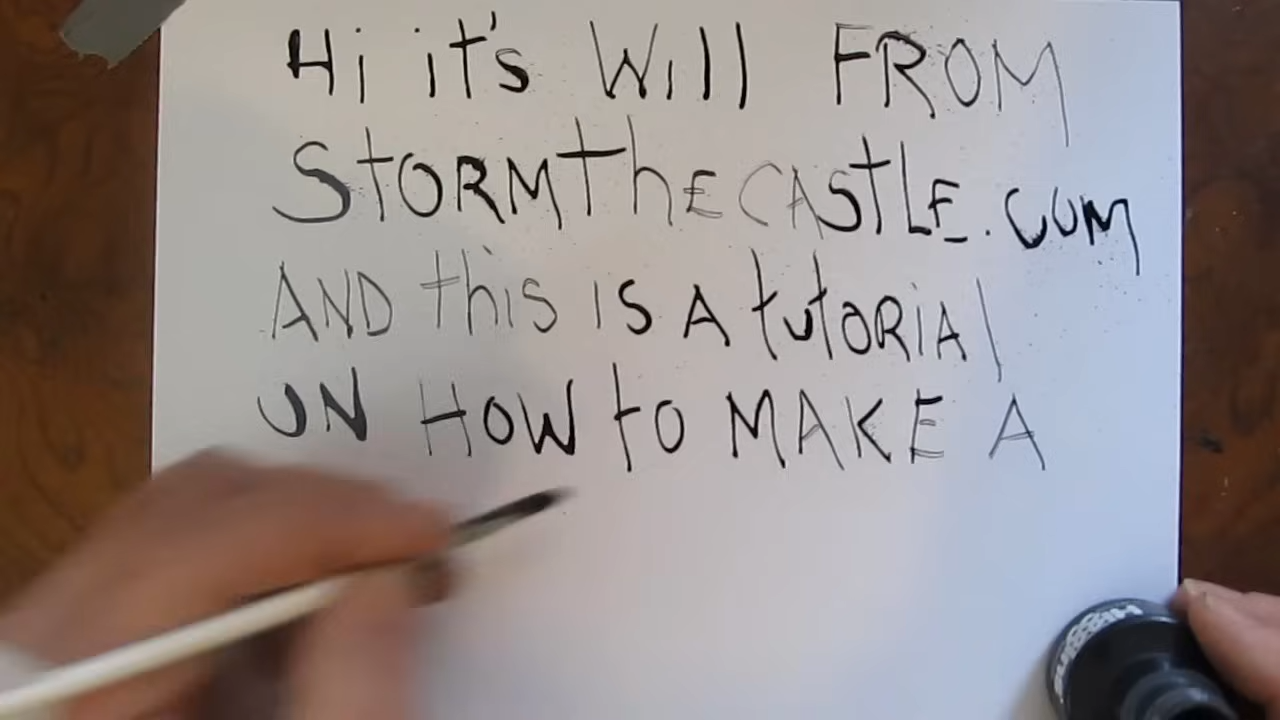 Hi it's Will FROM
STORMTheCASTLE.COM
AND this is A tutoRiAl
ON HOW to MAKE A